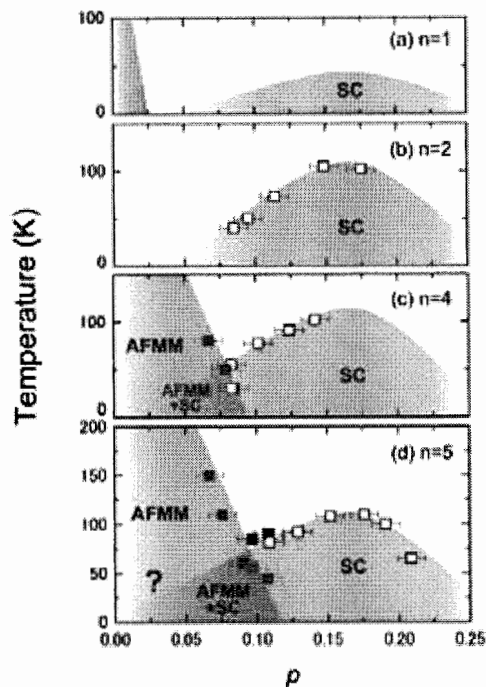 100
(a) n=1
SC
0
(b) n=2
100
SC
0
(c) n=4
100
AFMM
AFMM
+SC
SC
0
200
(d) n=5
150
AFMM
100
?
50
AFMM
+SC
SC
0
0.00 0.05 0.10 0.15 0.20 0.25
p
Temperature (K)